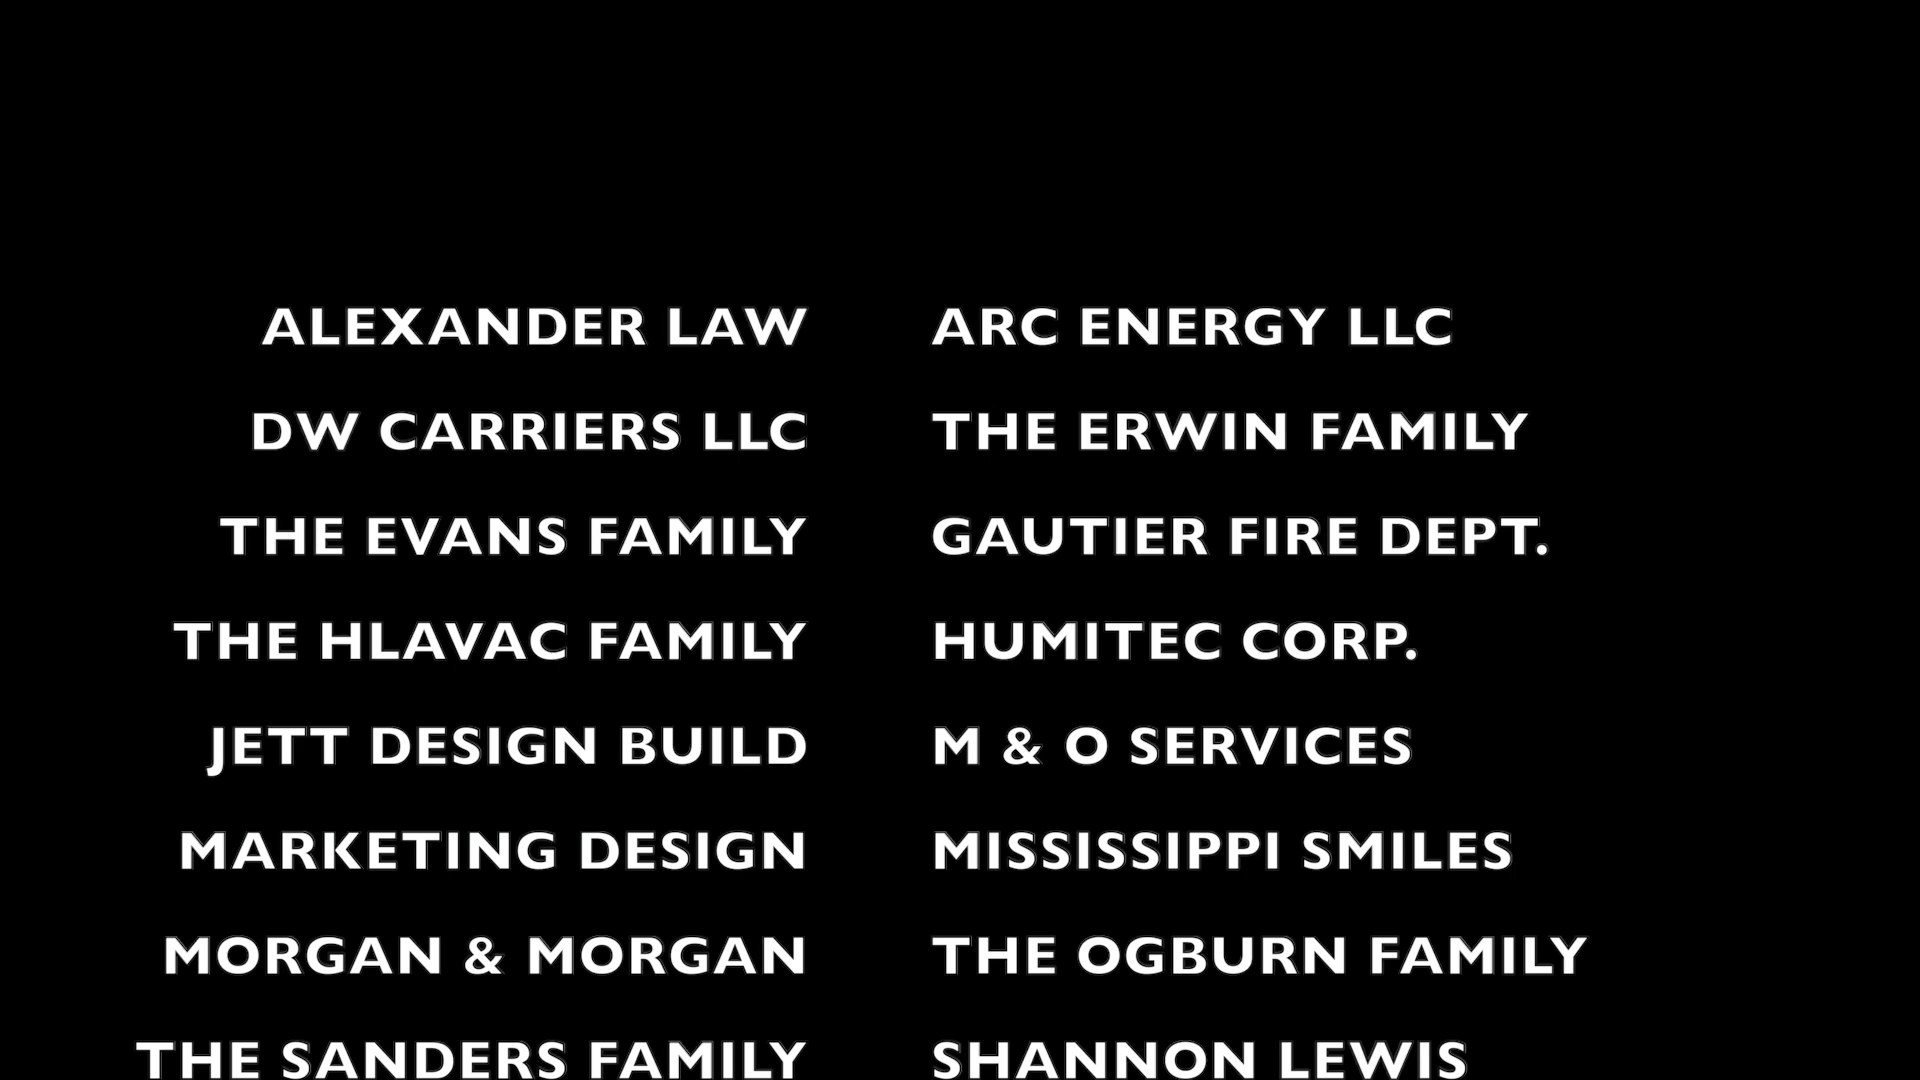 ALEXANDER LAW ARC ENERGY LLC
DW CARRIERS LLC THE ERWIN FAMILY
THE EVANS FAMILY GAUTIER FIRE DEPT.
THE HLAVAC FAMILY HUMITEC CORP.
JETT DESIGN BUILD M & O SERVICES
MARKETING DESIGN MISSISSIPPI SMILES
MORGAN & MORGAN THE OGBURN FAMILY
THE SANDERS FAMILY SHANNON LEWIS